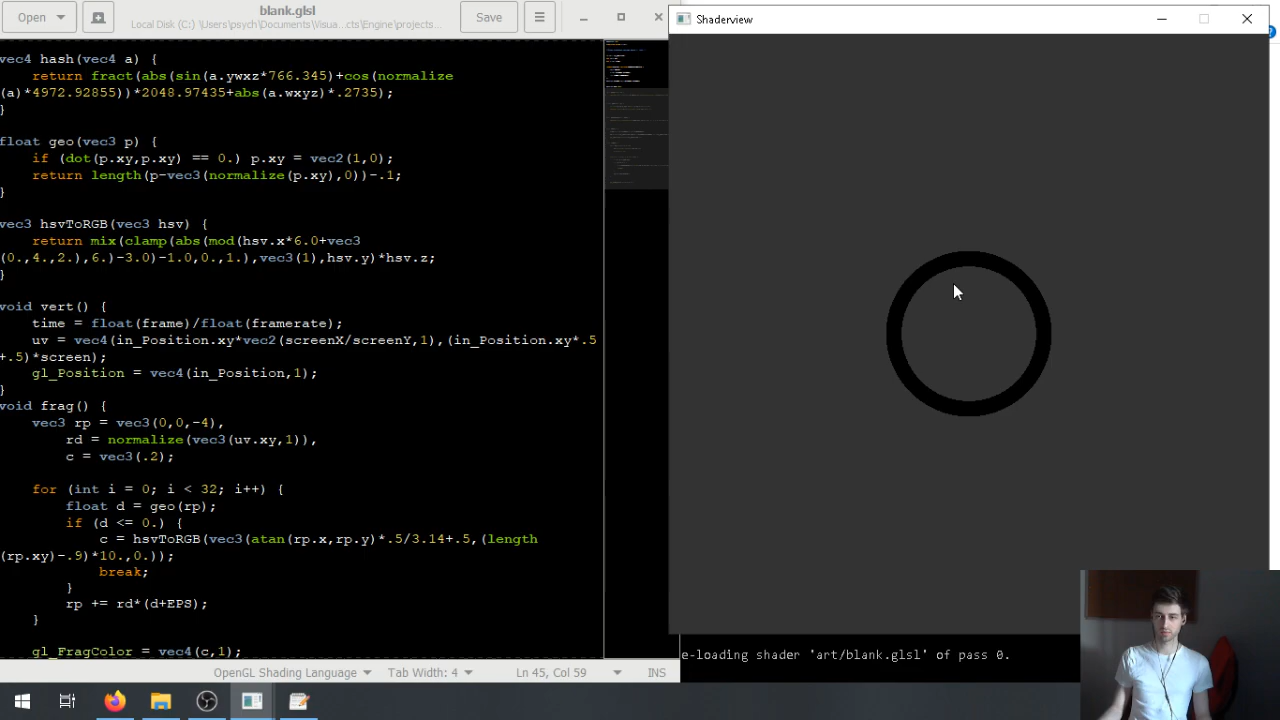 Open
blank.glsl
Local Disk (C:) \Users\psych\Documents\Visua...cts\Engine\projects...
Save
Shaderview
vec4 hash(vec4 a) {
return fract(abs(sin(a.ywxz*766.345)+cos(normalize
(a)*4972.92855))*2048.97435+abs(a.wxyz)*.2735);
}
float geo(vec3 p) {
if (dot(p.xy,p.xy) == 0.) p.xy = vec2(1,0);
return length(p-vec3(normalize(p.xy),0))-.1;
}
vec3 hsvToRGB(vec3 hsv) {
return mix(clamp(abs(mod(hsv.x*6.0+vec3
(0.,4.,2.),6.)-3.0)-1.0,0.,1.),vec3(1),hsv.y)*hsv.z;
}
void vert() {
time = float(frame)/float(framerate);
uv = vec4(in_Position.xy*vec2(screenX/screenY,1),(in_Position.xy*.5
+.5)*screen);
gl_Position = vec4(in_Position,1);
}
void frag() {
vec3 rp = vec3(0,0,-4),
rd = normalize(vec3(uv.xy,1)),
c = vec3(.2);
for (int i = 0; i < 32; i++) {
float d = geo(rp);
if (d <= 0.) {
c = hsvToRGB(vec3(atan(rp.x,rp.y)*.5/3.14+.5,(length
(rp.xy)-.9)*10.,0.));
break;
}
rp += rd*(d+EPS);
}
gl_FragColor = vec4(c,1);
e-loading shader 'art/blank.glsl' of pass 0.
OpenGL Shading Language
Tab Width: 4
Ln 45, Col 59
INS